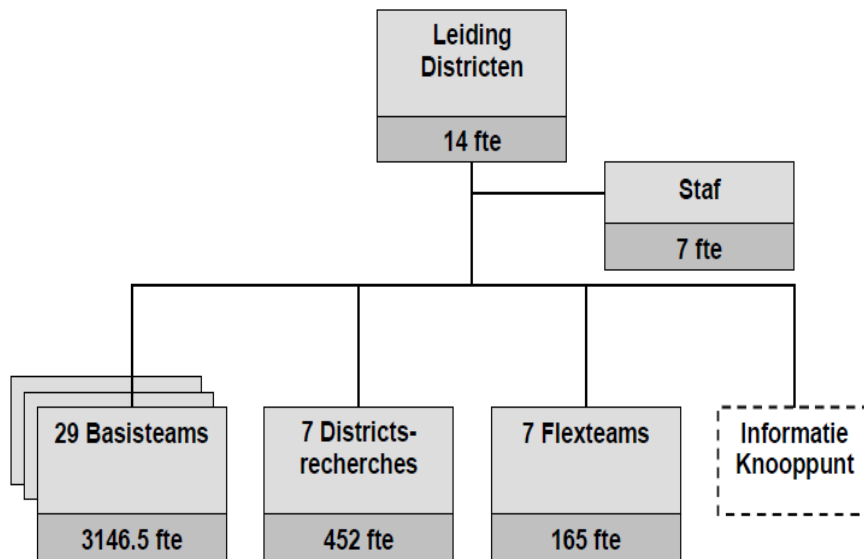 Leiding
Districten
14 fte
Staf
7 fte
29 Basisteams
3146.5 fte
7 Districts-
recherches
452 fte
7 Flexteams
165 fte
Informatie
Knooppunt